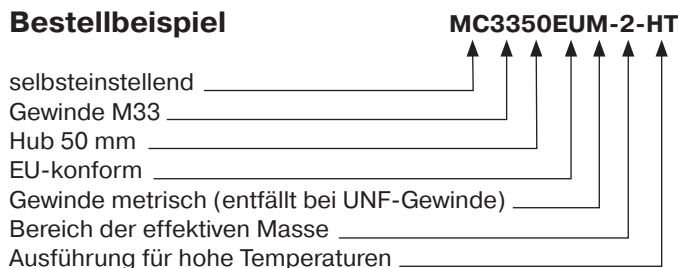 Bestellbeispiel MC3350EUM-2-HT
selbsteinstellend
Gewinde M33
Hub 50 mm
EU-konform
Gewinde metrisch (entfällt bei UNF-Gewinde)
Bereich der effektiven Masse
Ausführung für hohe Temperaturen